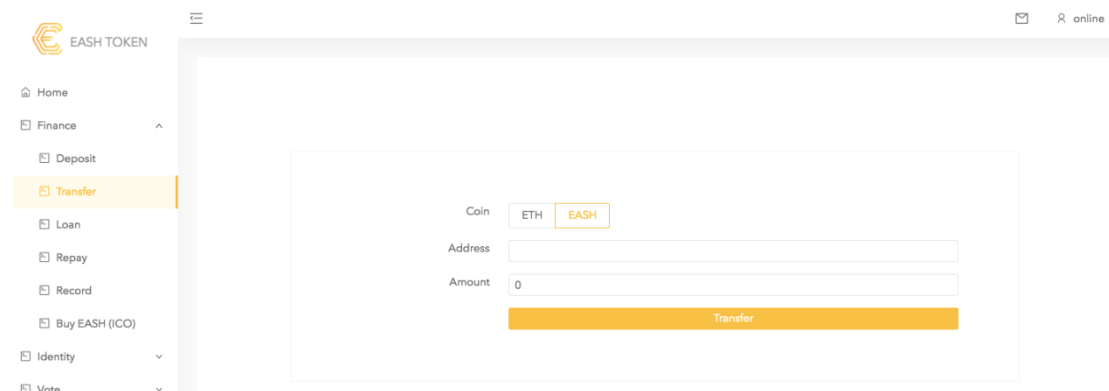 EASH TOKEN
online
Home
Finance
Deposit
Transfer
Loan
Repay
Record
Buy EASH (ICO)
Identity
Vote
Coin ETH EASH
Address
Amount 0
Transfer